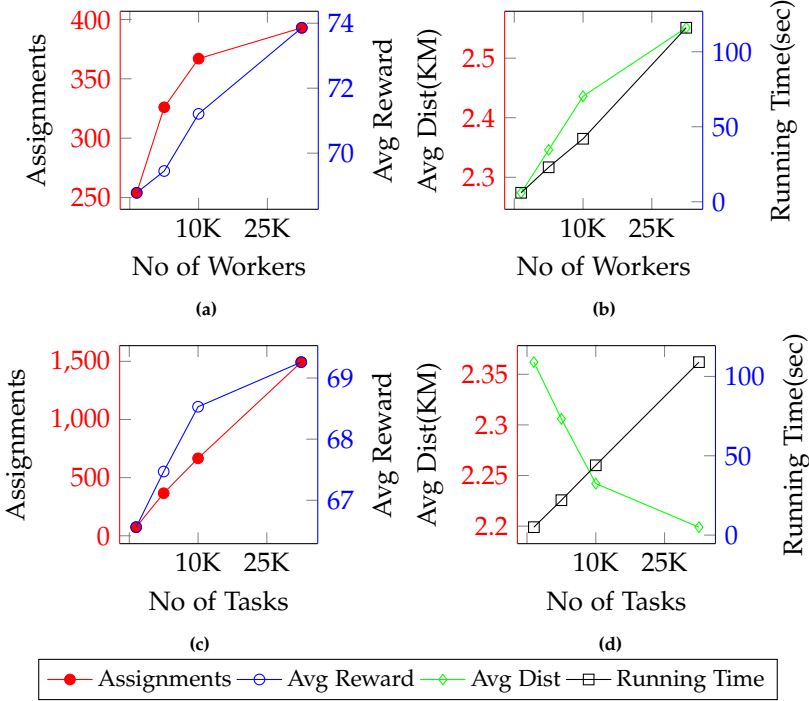 400
350
300
250
Assignments
74
72
70
Avg Reward
10K 25K
No of Workers
(a)
2.5
2.4
2.3
Avg Dist(KM)
100
50
0
Running Time(sec)
10K 25K
No of Workers
(b)
1,500
1,000
500
0
Assignments
69
68
67
Avg Reward
10K 25K
No of Tasks
(c)
2.35
2.3
2.25
2.2
Avg Dist(KM)
100
50
0
Running Time(sec)
10K 25K
No of Tasks
(d)
Assignments Avg Reward Avg Dist Running Time